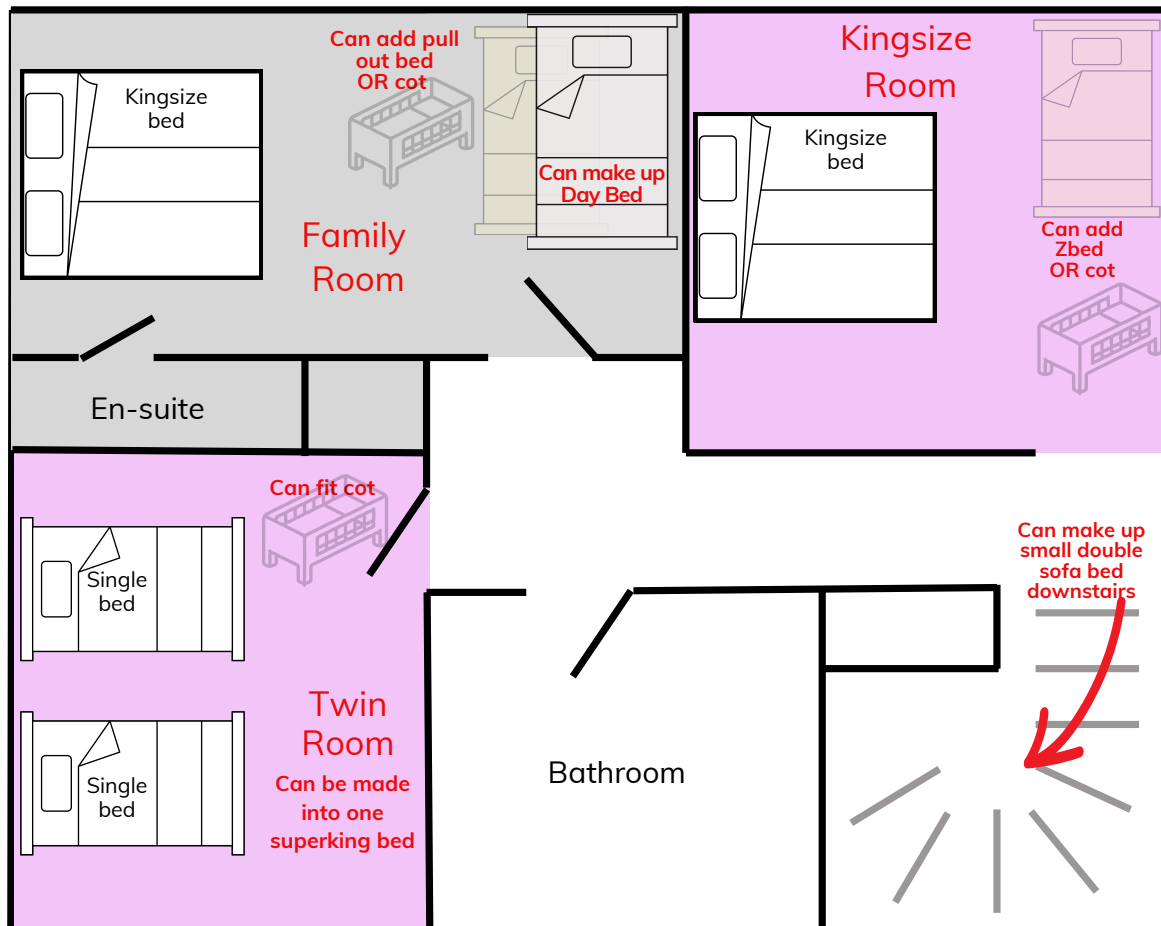 Can add pull
out bed
OR cot
Kingsize
bed
Can make up
Day Bed
Family
Room
Kingsize
Room
Kingsize
bed
Can add
Zbed
OR cot
En-suite
Can fit cot
Single
bed
Twin
Room
Can be made
into one
superking bed
Single
bed
Bathroom
Can make up
small double
sofa bed
downstairs